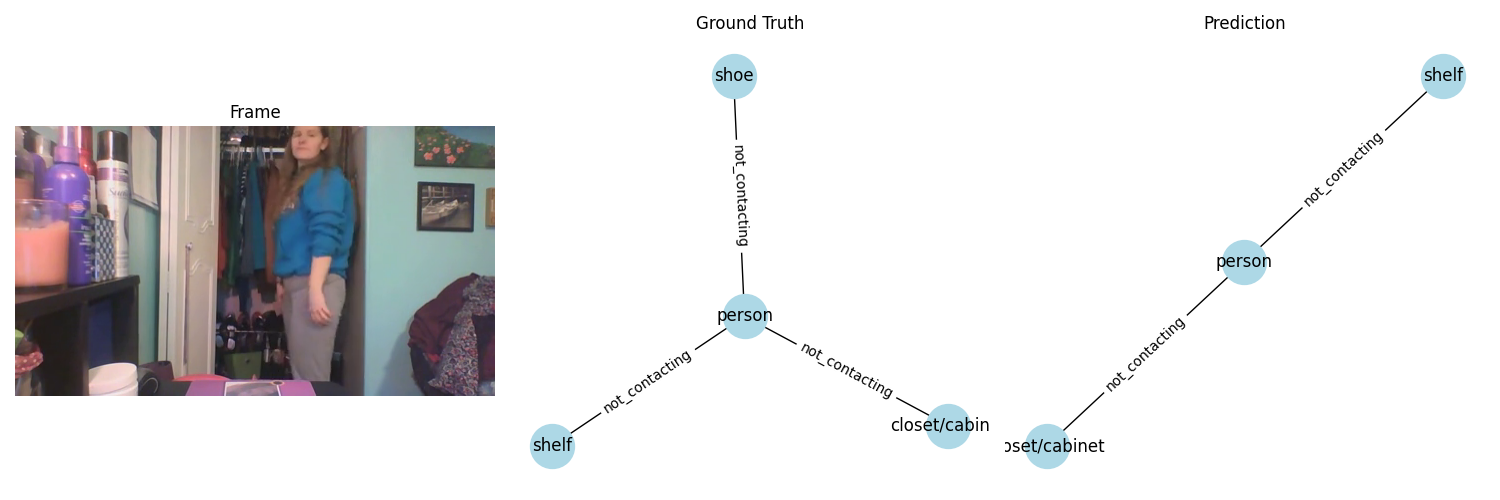 Frame
Ground Truth
shoe
not_contacting
person
not_contacting
not_contacting
shelf
closet/cabin
Prediction
shelf
not_contacting
person
not_contacting
oset/cabinet